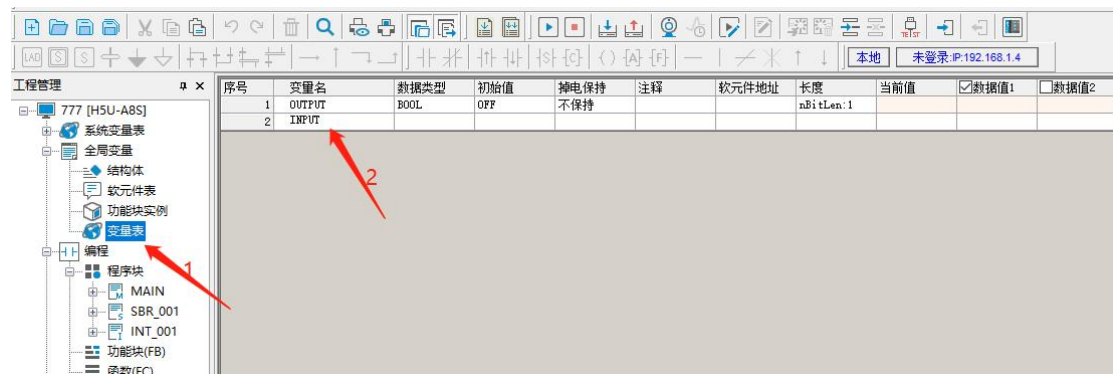 本地 未登录:IP:192.168.1.4
工程管理
777 [H5U-A8S]
系统变量表
全局变量
结构体
软元件表
功能块实例
变量表
编程
程序块
MAIN
SBR_001
INT_001
功能块(FB)
函数(FC)
序号 变量名 数据类型 初始值 掉电保持 注释 软元件地址 长度 当前值 数据值1 数据值2
1 OUTPUT BOOL OFF 不保持 nBitLen:1
2 INPUT
1
2